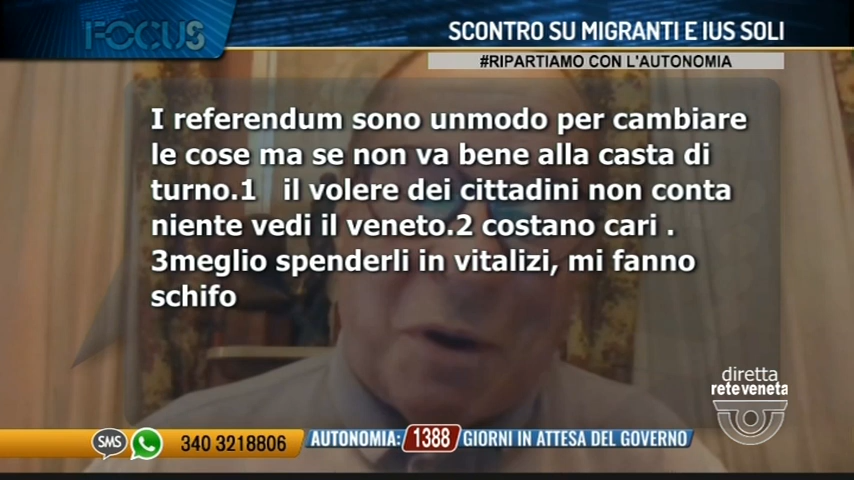 FOCUS
SCONTRO SU MIGRANTI E IUS SOLI
#RIPARTIAMO CON L'AUTONOMIA
I referendum sono unmodo per cambiare
le cose ma se non va bene alla casta di
turno.1 il volere dei cittadini non conta
niente vedi il veneto.2 costano cari .
3meglio spenderli in vitalizi, mi fanno
schifo
diretta
reteveneta
SMS 340 3218806 AUTONOMIA: 1388 GIORNI IN ATTESA DEL GOVERNO